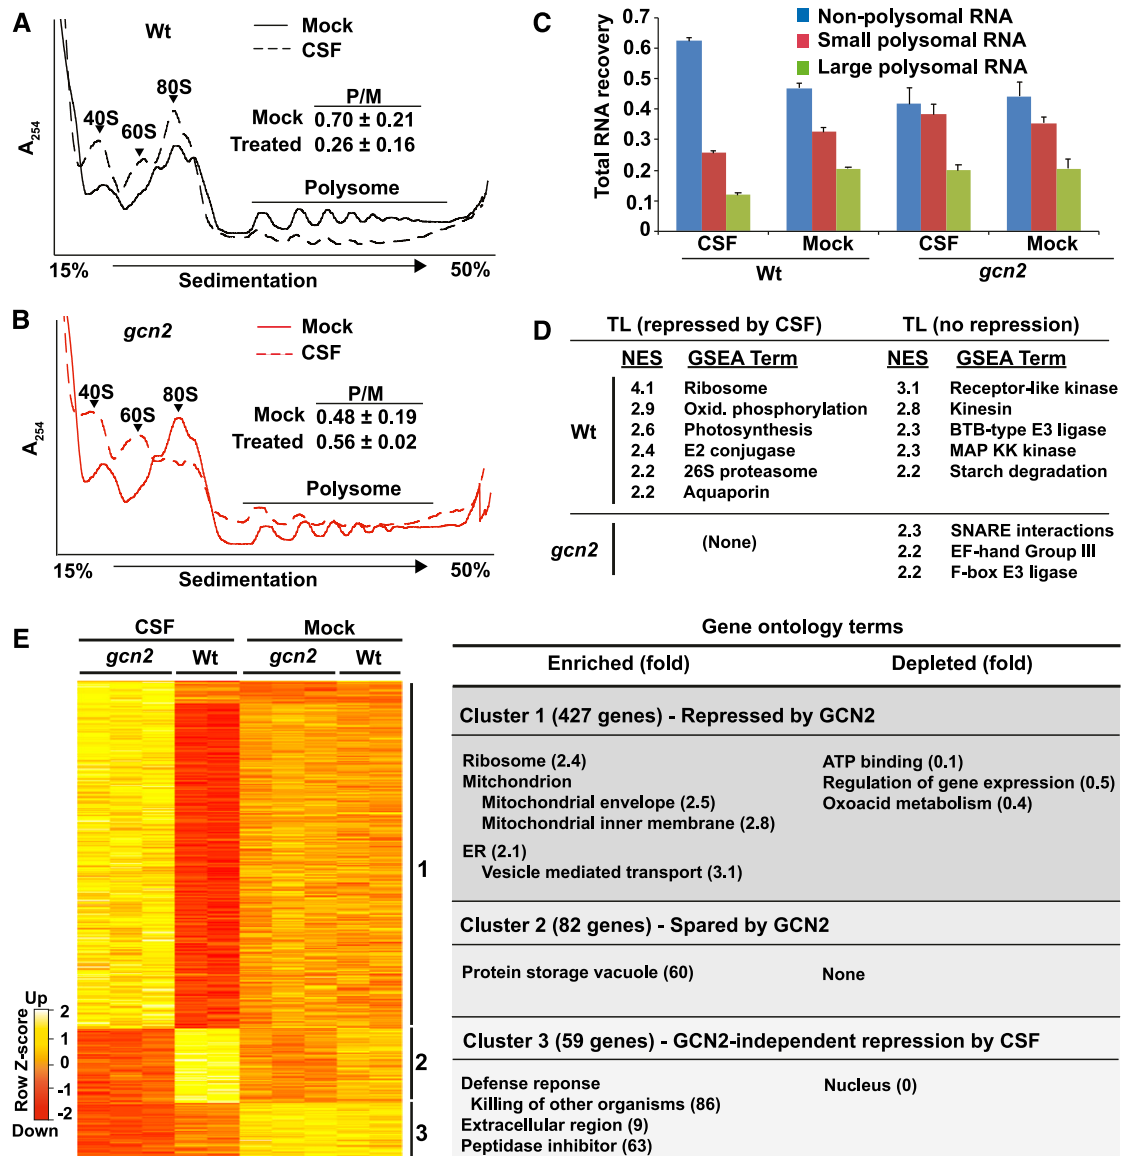 A
Wt
Mock
CSF
P/M
Mock 0.70 ± 0.21
Treated 0.26 ± 0.16
40S
60S
80S
Polysome
A254
15%
Sedimentation
50%
B
gcn2
Mock
CSF
P/M
Mock 0.48 ± 0.19
Treated 0.56 ± 0.02
40S
60S
80S
Polysome
A254
15%
Sedimentation
50%
C
Non-polysomal RNA
Small polysomal RNA
Large polysomal RNA
Total RNA recovery
0.7
0.6
0.5
0.4
0.3
0.2
0.1
0
CSF Mock CSF Mock
Wt gcn2
D
TL (repressed by CSF) TL (no repression)
NES GSEA Term NES GSEA Term
Wt
4.1 Ribosome 3.1 Receptor-like kinase
2.9 Oxid. phosphorylation 2.8 Kinesin
2.6 Photosynthesis 2.3 BTB-type E3 ligase
2.4 E2 conjugase 2.3 MAP KK kinase
2.2 26S proteasome 2.2 Starch degradation
2.2 Aquaporin
gcn2
(None)
2.3 SNARE interactions
2.2 EF-hand Group III
2.2 F-box E3 ligase
E
CSF Mock
gcn2 Wt gcn2 Wt
1
2
3
Row Z-score
Up
2
1
0
-1
-2
Down
Gene ontology terms
Enriched (fold) Depleted (fold)
Cluster 1 (427 genes) - Repressed by GCN2
Ribosome (2.4) ATP binding (0.1)
Mitchondrion Regulation of gene expression (0.5)
Mitochondrial envelope (2.5) Oxoacid metabolism (0.4)
Mitochondrial inner membrane (2.8)
ER (2.1)
Vesicle mediated transport (3.1)
Cluster 2 (82 genes) - Spared by GCN2
Protein storage vacuole (60) None
Cluster 3 (59 genes) - GCN2-independent repression by CSF
Defense reponse Nucleus (0)
Killing of other organisms (86)
Extracellular region (9)
Peptidase inhibitor (63)